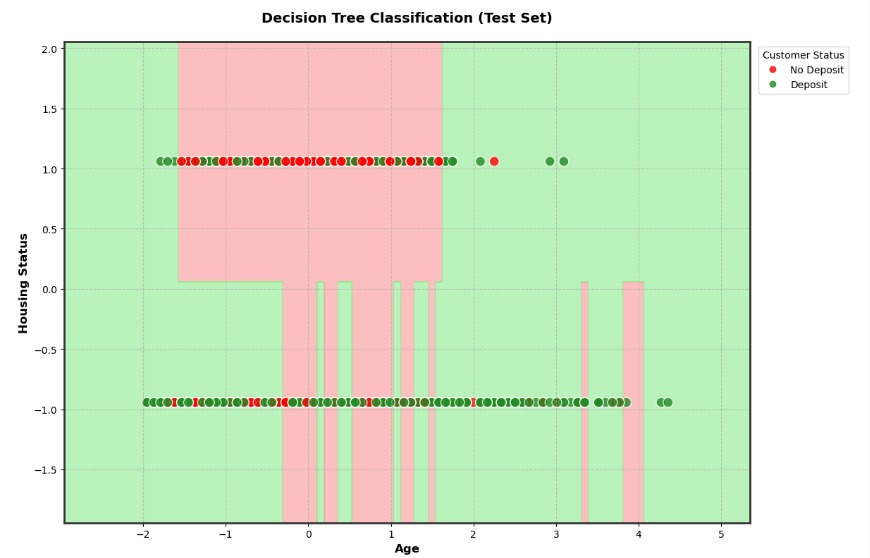 Decision Tree Classification (Test Set)
Customer Status
No Deposit
Deposit
2.0
1.5
1.0
0.5
0.0
−0.5
−1.0
−1.5
Housing Status
−2
−1
0
1
2
3
4
5
Age